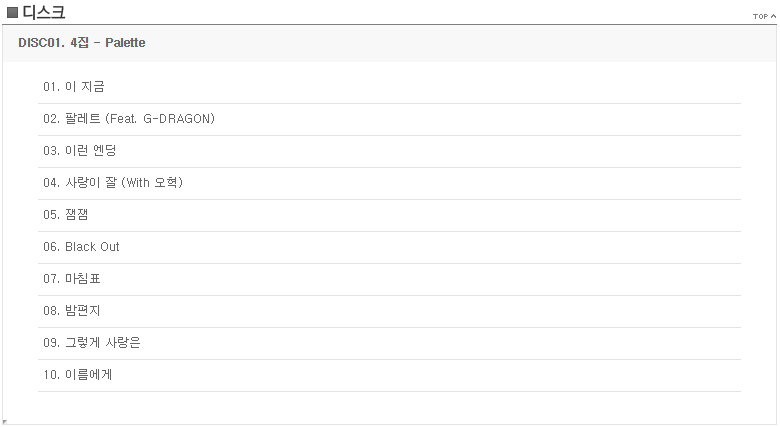 디스크
TOP
DISC01. 4집 - Palette
01. 이 지금
02. 팔레트 (Feat. G-DRAGON)
03. 이런 엔딩
04. 사랑이 잘 (With 오혁)
05. 잼잼
06. Black Out
07. 마침표
08. 밤편지
09. 그렇게 사랑은
10. 이름에게